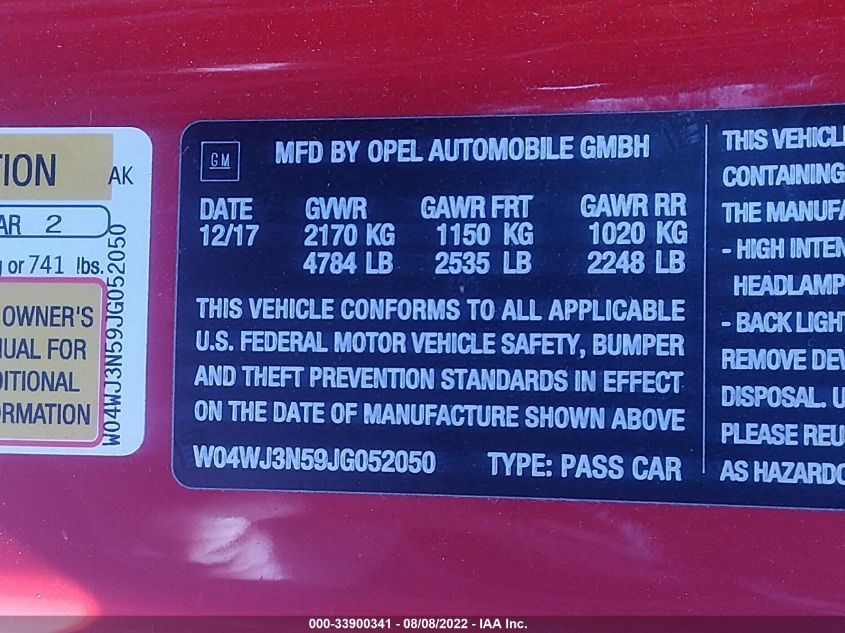 TION
AK
AR 2
g or 741 lbs.
OWNER'S
NUAL FOR
DITIONAL
ORMATION
W04WJ3N59JG052050
GM
MFD BY OPEL AUTOMOBILE GMBH
DATE GVWR GAWR FRT GAWR RR
12/17 2170 KG 1150 KG 1020 KG
4784 LB 2535 LB 2248 LB
THIS VEHICLE CONFORMS TO ALL APPLICABLE
U.S. FEDERAL MOTOR VEHICLE SAFETY, BUMPER
AND THEFT PREVENTION STANDARDS IN EFFECT
ON THE DATE OF MANUFACTURE SHOWN ABOVE
W04WJ3N59JG052050 TYPE: PASS CAR
THIS VEHICLE
CONTAINING
THE MANUFA
- HIGH INTEN
HEADLAMP
- BACK LIGHT
REMOVE DEV
DISPOSAL. U
PLEASE REUS
AS HAZARDO
000-33900341 - 08/08/2022 - IAA Inc.